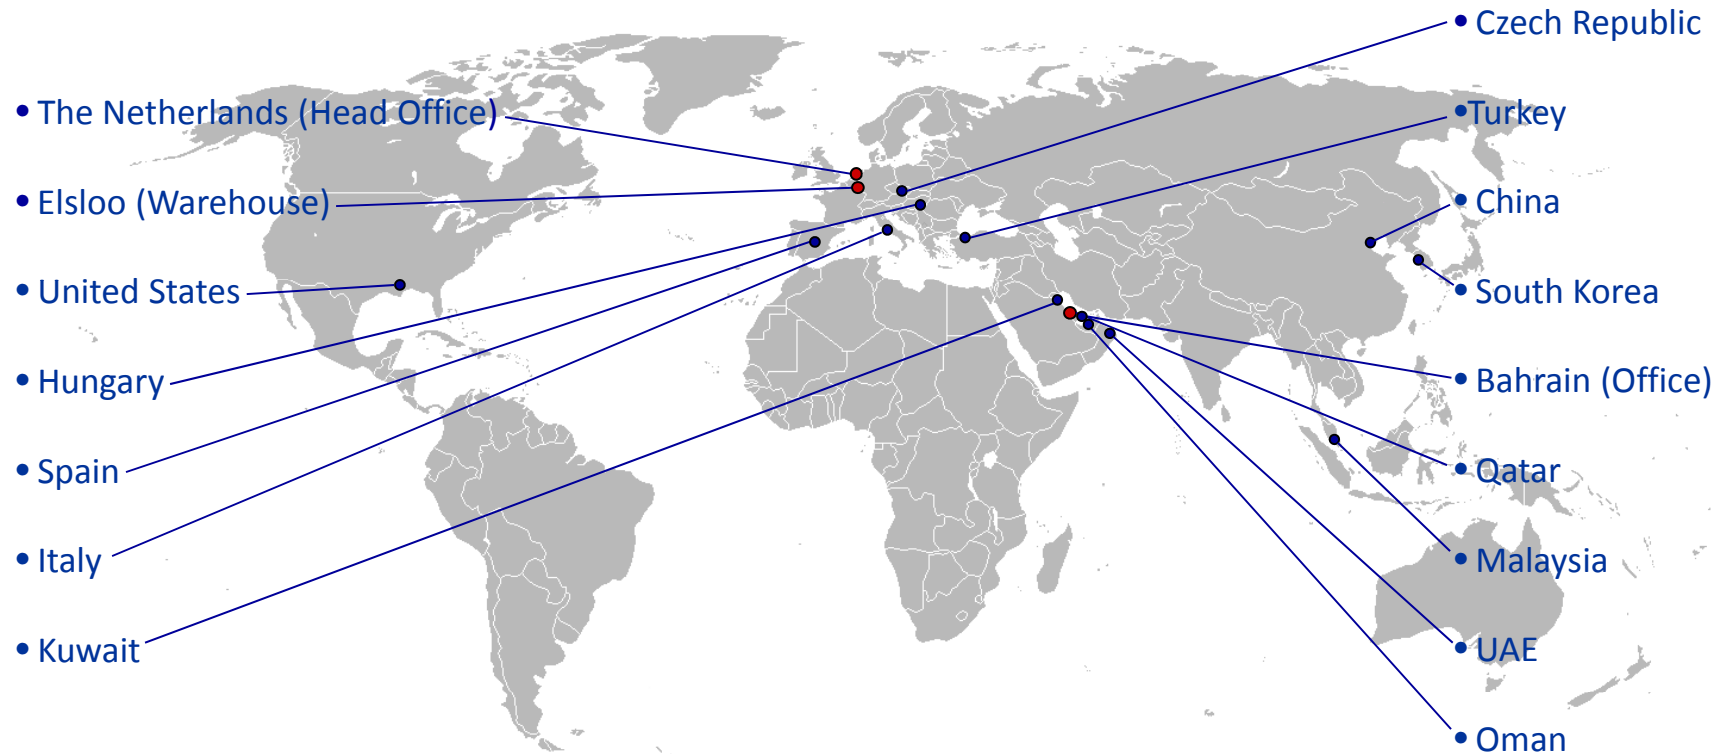 • The Netherlands (Head Office)
• Elsloo (Warehouse)
• United States
• Hungary
• Spain
• Italy
• Kuwait
• Czech Republic
•Turkey
• China
• South Korea
• Bahrain (Office)
• Qatar
• Malaysia
• UAE
• Oman